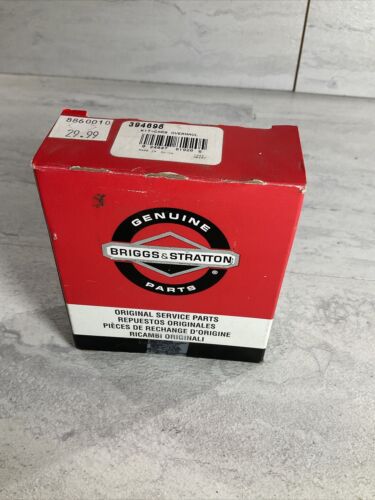 8860010
29.99
394698
KIT-CARB OVERHAUL
GENUINE
BRIGGS & STRATTON
®
PARTS
ORIGINAL SERVICE PARTS
REPUESTOS ORIGINALES
PIÈCES DE RECHANGE D'ORIGINE
RICAMBI ORIGINALI